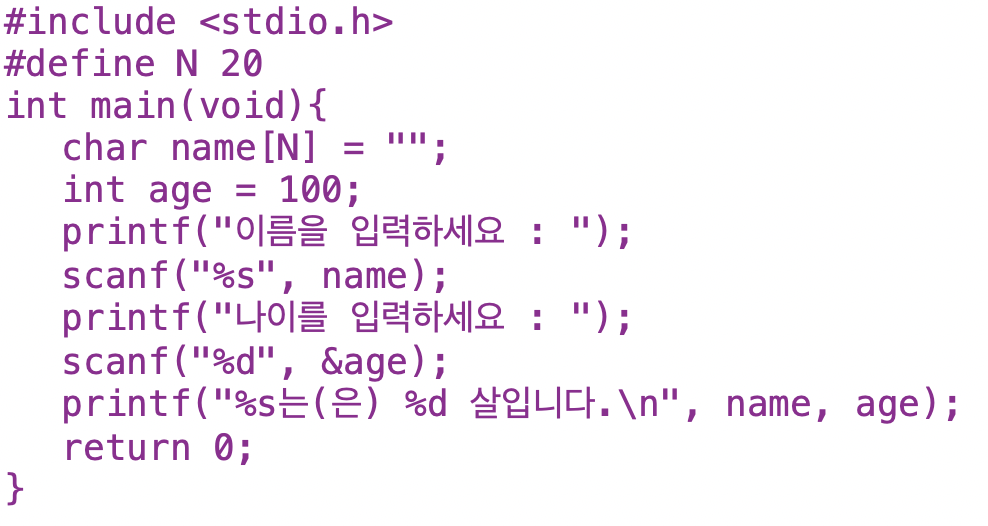 #include <stdio.h>
#define N 20
int main(void){
   char name[N] = "";
   int age = 100;
   printf("이름을 입력하세요 : ");
   scanf("%s", name);
   printf("나이를 입력하세요 : ");
   scanf("%d", &age);
   printf("%s는(은) %d 살입니다.\n", name, age);
   return 0;
}